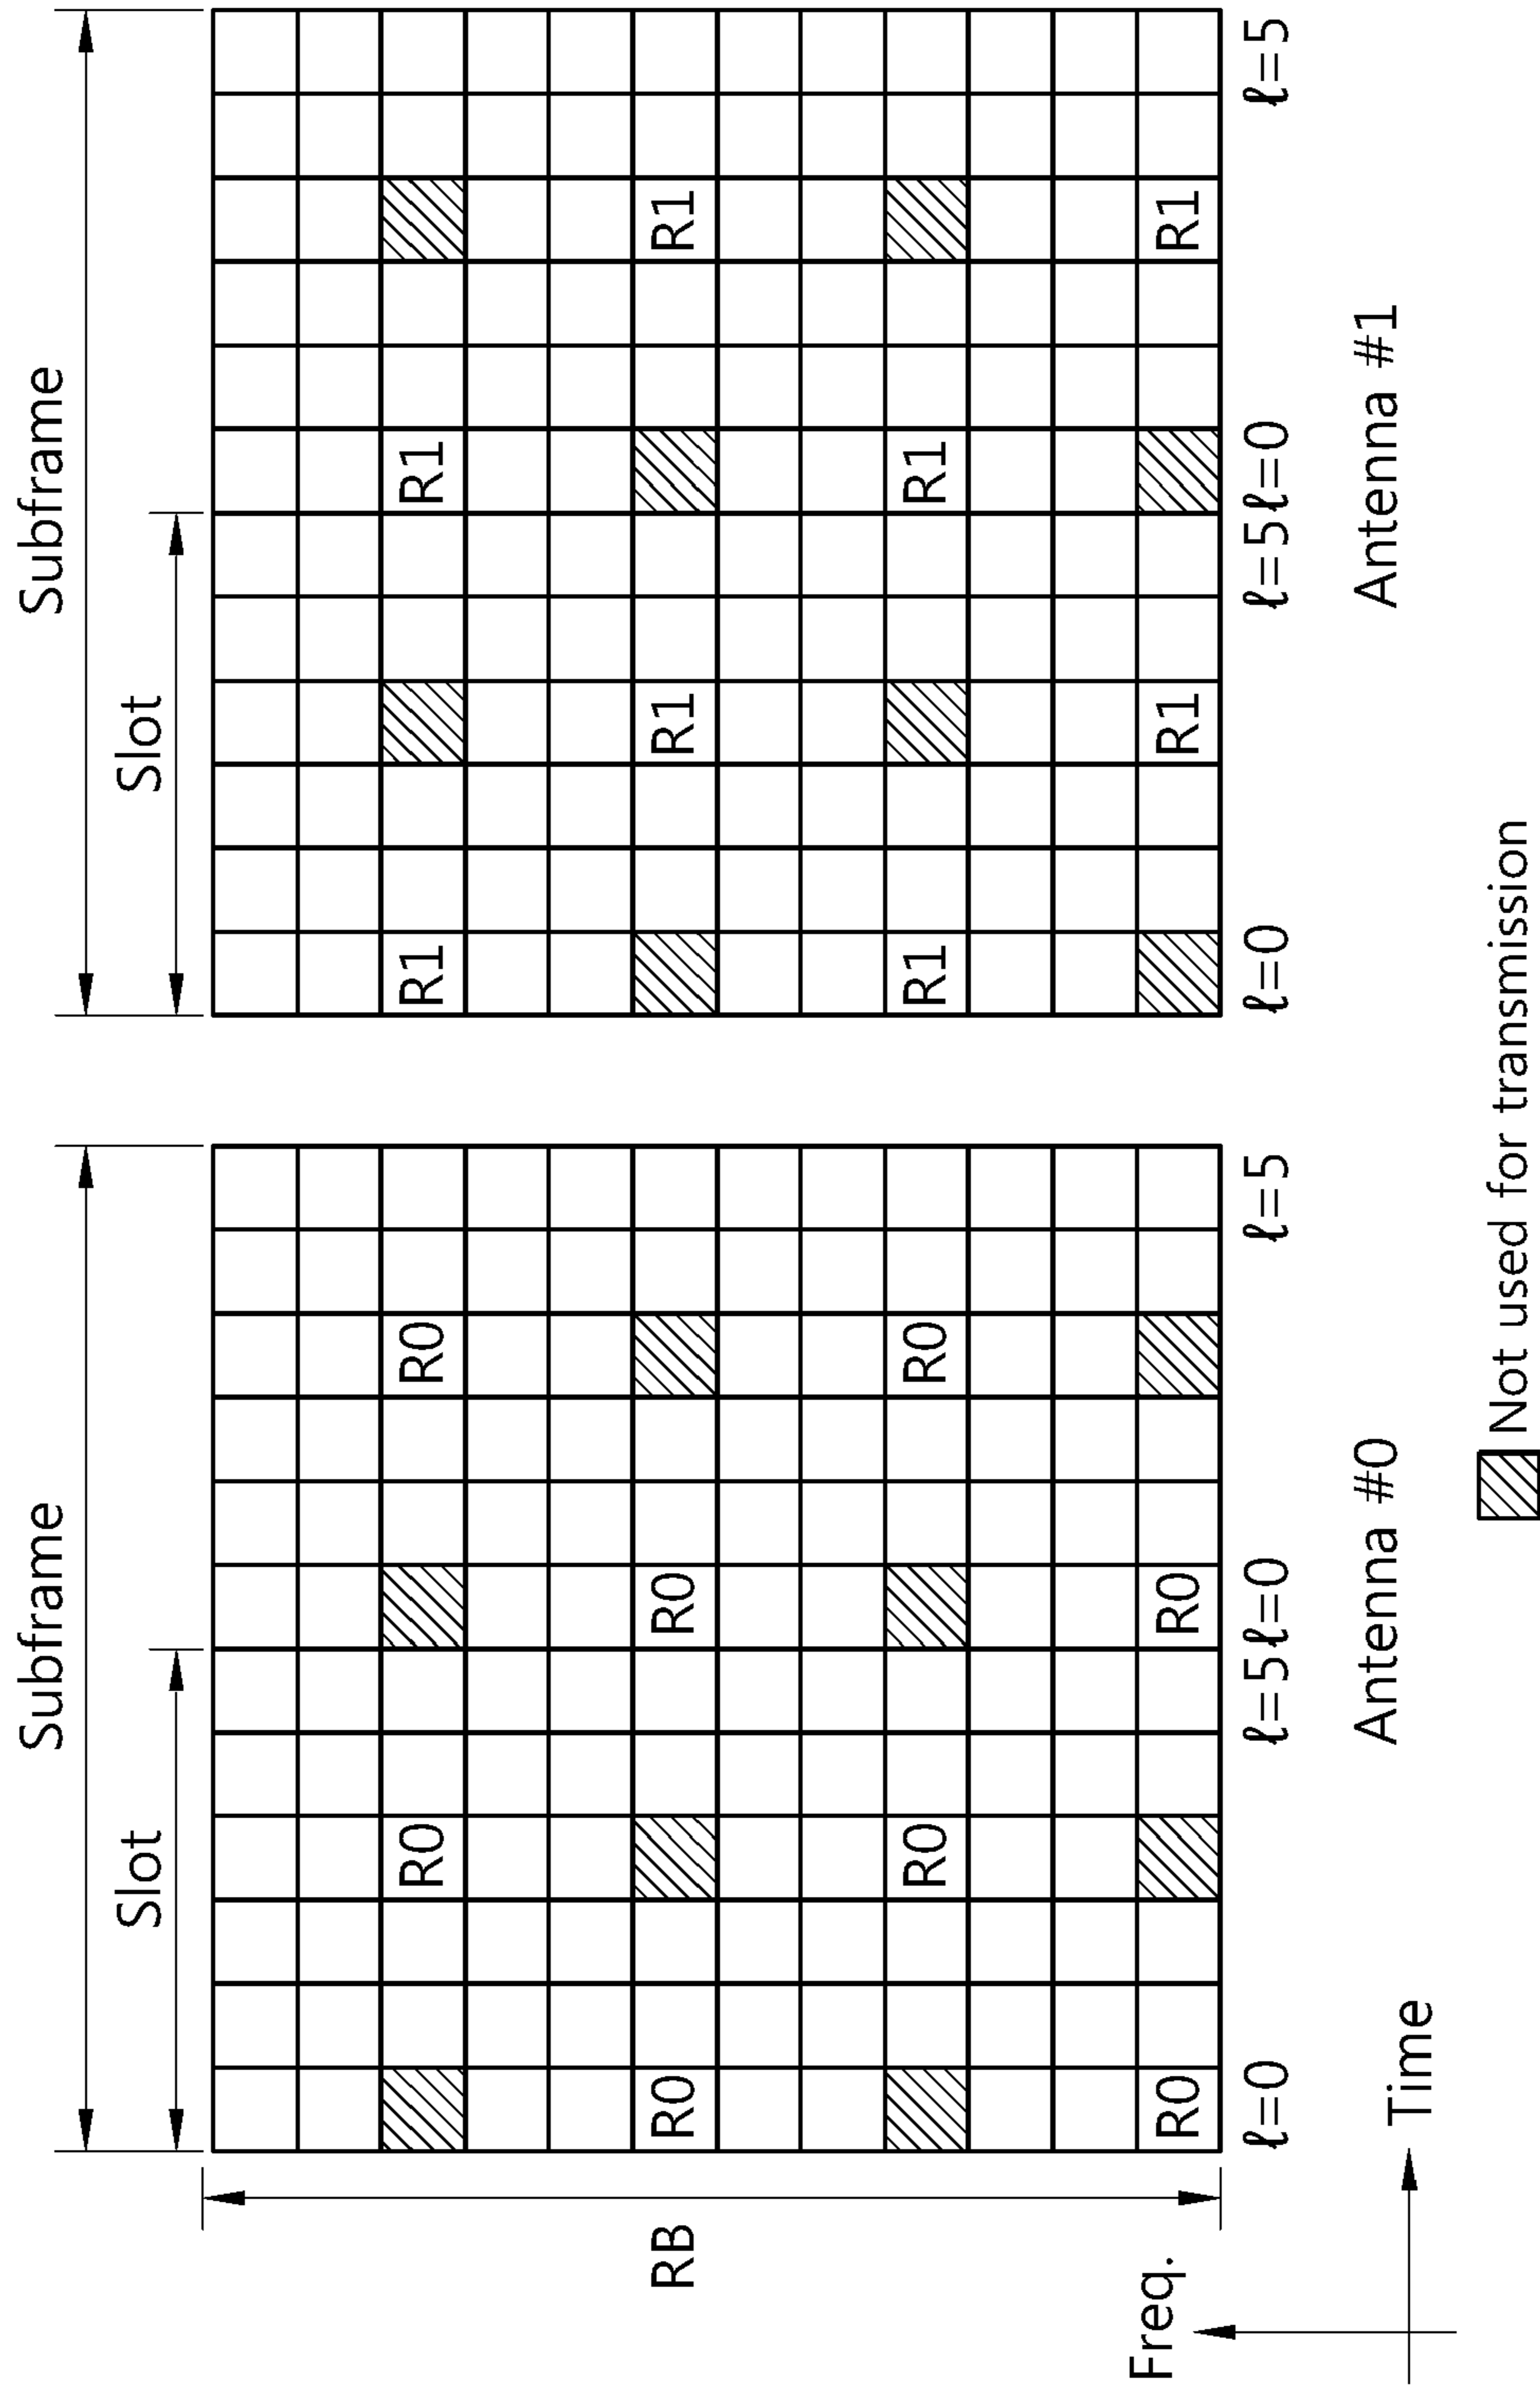 Subframe Subframe
Slot Slot
R0 R0 R1 R1
RB R0 R0 R1 R1
R0 R0 R1 R1
Freq. R0 R0 R1 R1
ℓ=0 ℓ=5 ℓ=0 ℓ=5 ℓ=0 ℓ=5 ℓ=0 ℓ=5
Antenna #0 Antenna #1
Time
Not used for transmission